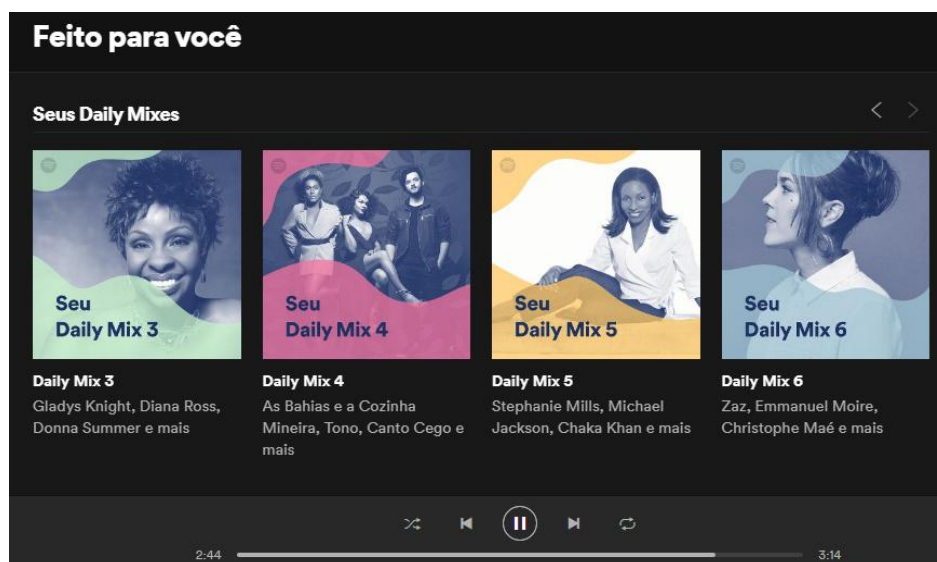 Feito para você
Seus Daily Mixes
Seu
Daily Mix 3
Seu
Daily Mix 4
Seu
Daily Mix 5
Seu
Daily Mix 6
Daily Mix 3
Gladys Knight, Diana Ross,
Donna Summer e mais
Daily Mix 4
As Bahias e a Cozinha
Mineira, Tono, Canto Cego e
mais
Daily Mix 5
Stephanie Mills, Michael
Jackson, Chaka Khan e mais
Daily Mix 6
Zaz, Emmanuel Moire,
Christophe Maé e mais
2:44
3:14